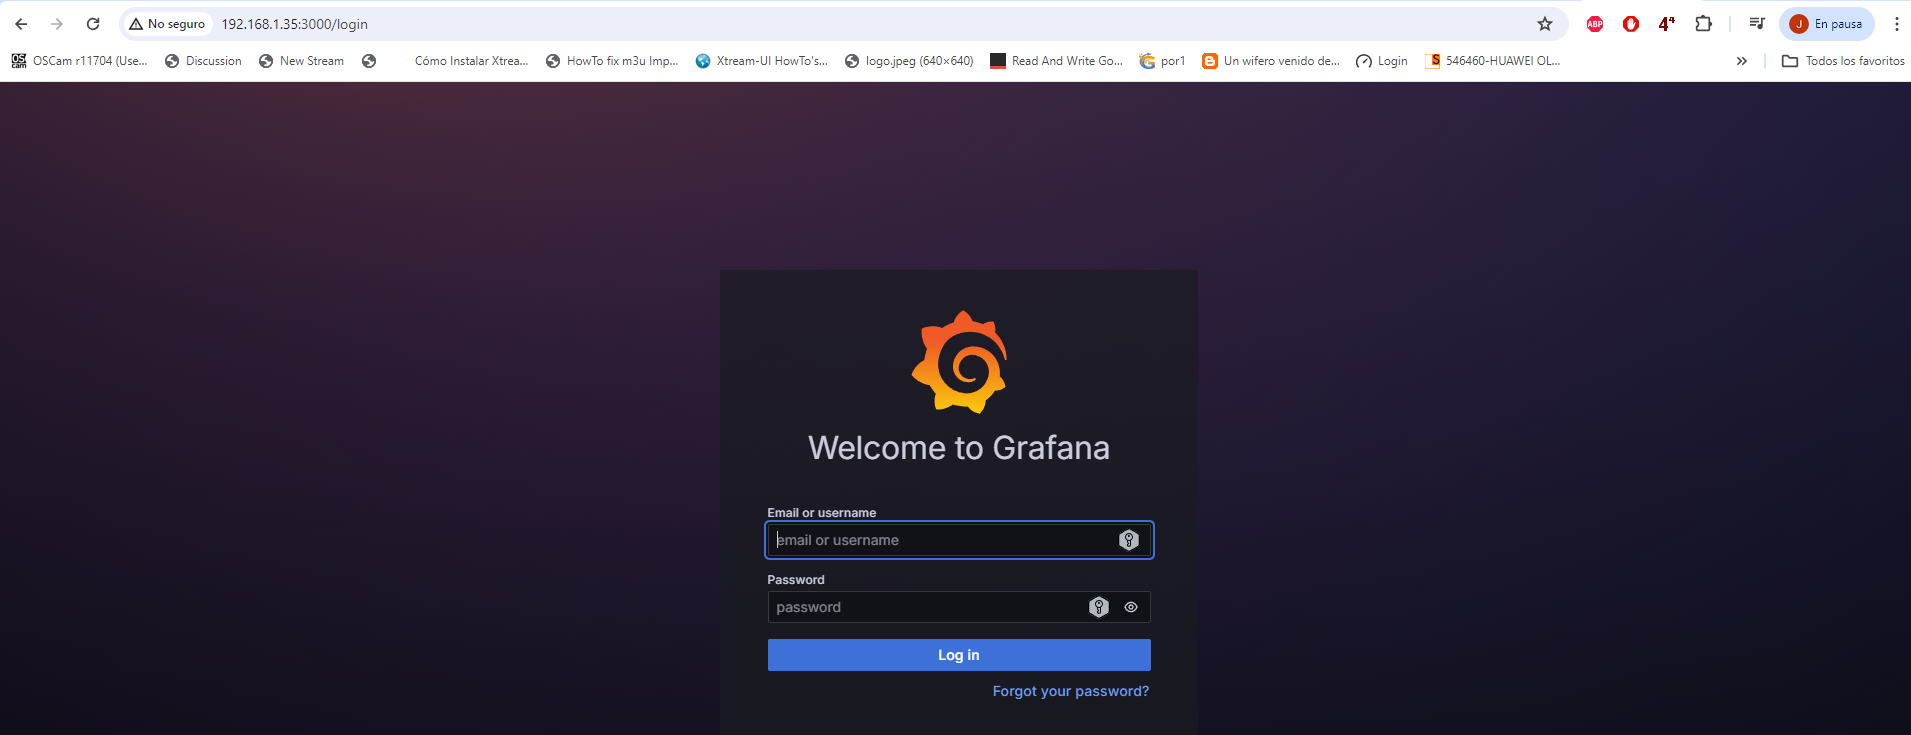 No seguro 192.168.1.35:3000/login ABP 4⁴ J En pausa
OS cam OSCam r11704 (Use... Discussion New Stream Cómo Instalar Xtrea... HowTo fix m3u Imp... Xtream-UI HowTo's... logo.jpeg (640×640) Read And Write Go... por1 Un wifero venido de... Login S 546460-HUAWEI OL... » Todos los favoritos
Welcome to Grafana
Email or username
email or username
Password
password
Log in
Forgot your password?